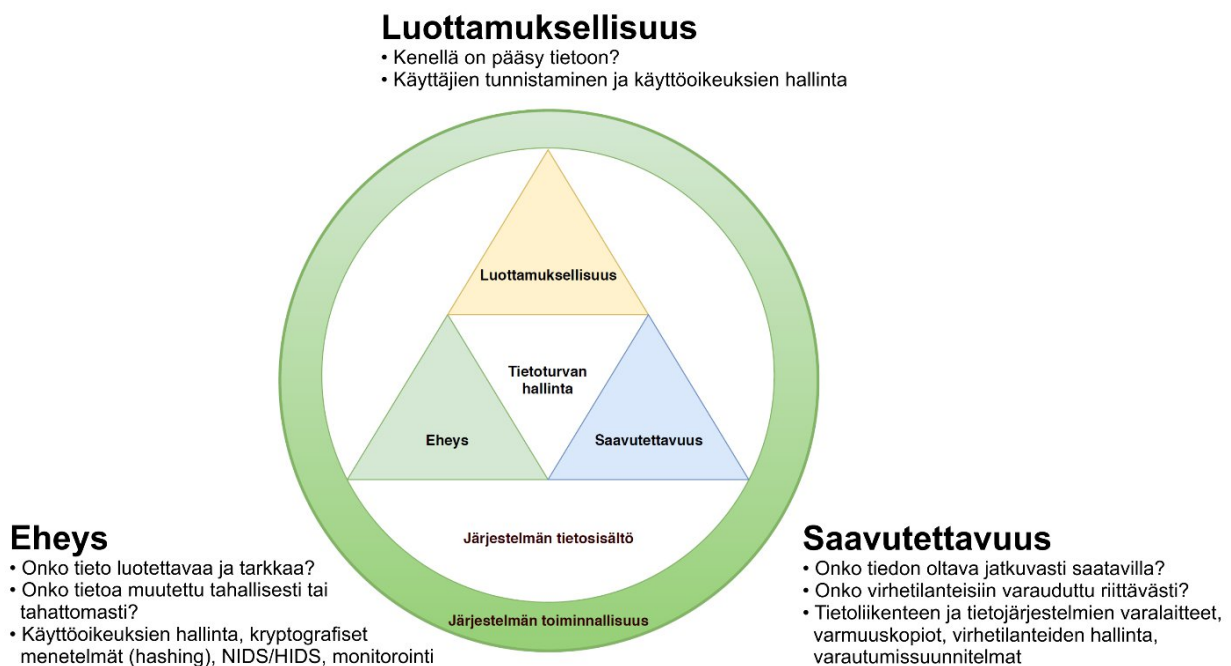 Luottamuksellisuus
• Kenellä on pääsy tietoon?
• Käyttäjien tunnistaminen ja käyttöoikeuksien hallinta
Luottamuksellisuus
Tietoturvan
hallinta
Eheys
Saavutettavuus
Järjestelmän tietosisältö
Järjestelmän toiminnallisuus
Eheys
• Onko tieto luotettavaa ja tarkkaa?
• Onko tietoa muutettu tahallisesti tai
tahattomasti?
• Käyttöoikeuksien hallinta, kryptografiset
menetelmät (hashing), NIDS/HIDS, monitorointi
Saavutettavuus
• Onko tiedon oltava jatkuvasti saatavilla?
• Onko virhetilanteisiin varauduttu riittävästi?
• Tietoliikenteen ja tietojärjestelmien varalaitteet,
varmuuskopiot, virhetilanteiden hallinta,
varautumissuunnitelmat